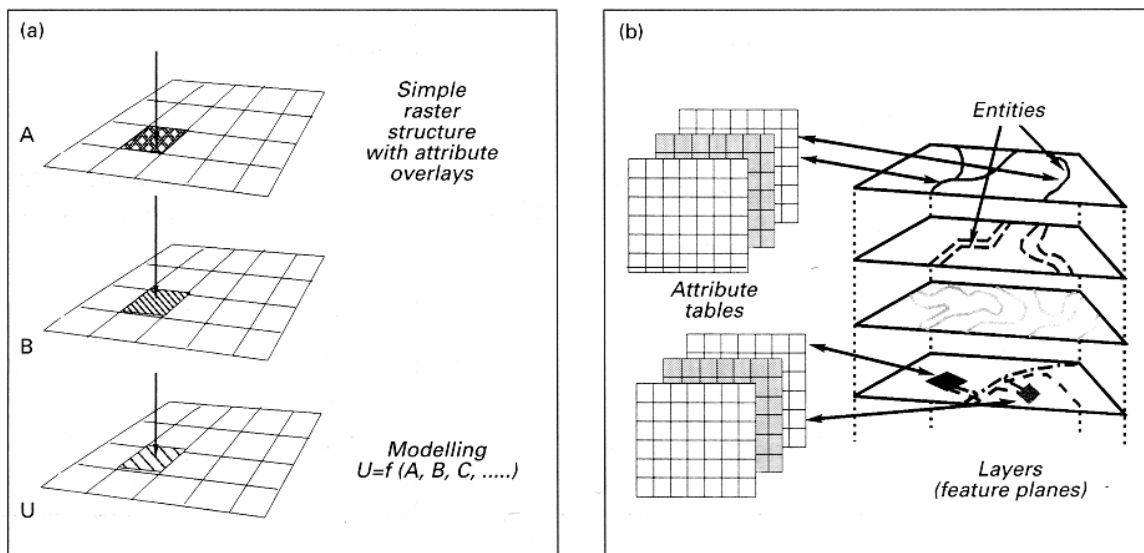 (a)
A
Simple
raster
structure
with attribute
overlays
B
Modelling
U=f (A, B, C, .....)
U
(b)
Entities
Attribute
tables
Layers
(feature planes)